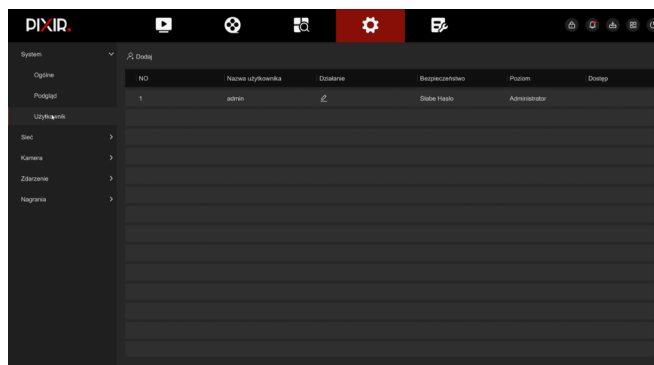 PIXIR.
System
Ogólne
Podgląd
Użytkownik
Sieć
Kamera
Zdarzenie
Nagrania
Dodaj
NO Nazwa użytkownika Działanie Bezpieczeństwo Poziom Dostęp
1 admin Słabe Hasło Administrator